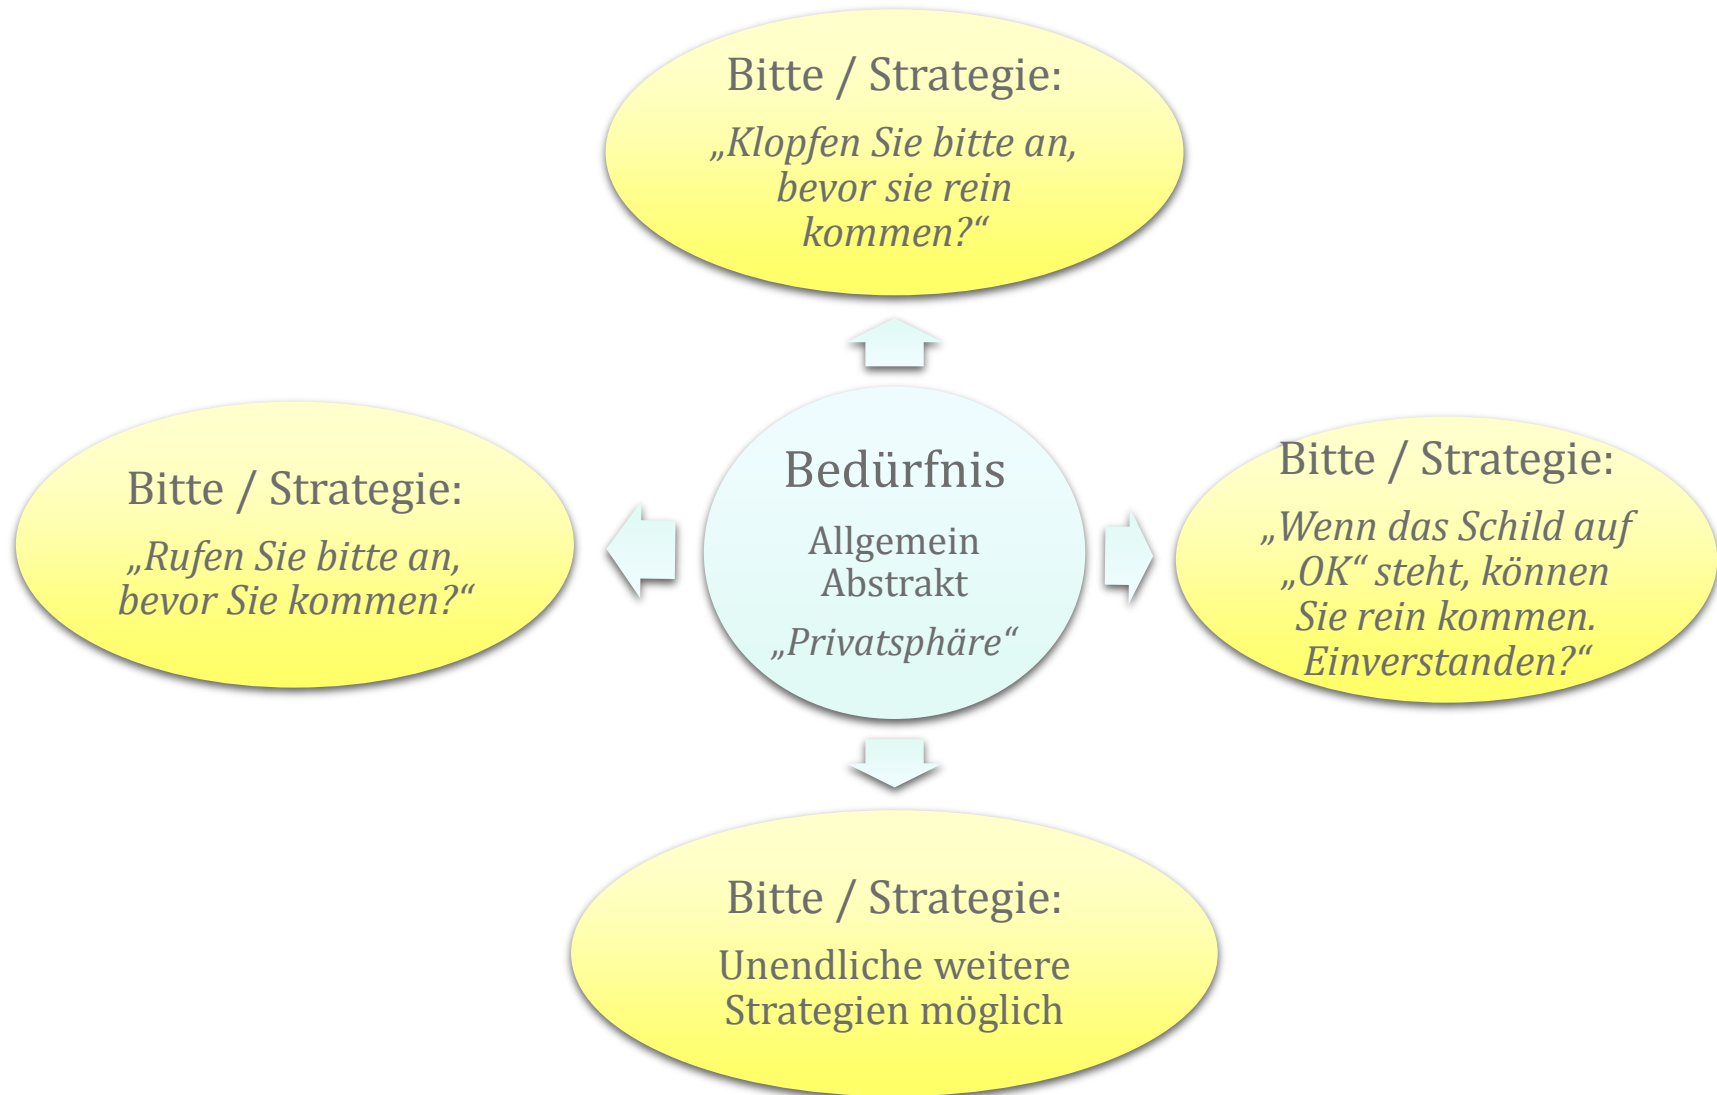 Bitte / Strategie:
„Klopfen Sie bitte an,
bevor sie rein
kommen?“
Bitte / Strategie:
„Rufen Sie bitte an,
bevor Sie kommen?“
Bedürfnis
Allgemein
Abstrakt
„Privatsphäre“
Bitte / Strategie:
„Wenn das Schild auf
„OK“ steht, können
Sie rein kommen.
Einverstanden?“
Bitte / Strategie:
Unendliche weitere
Strategien möglich